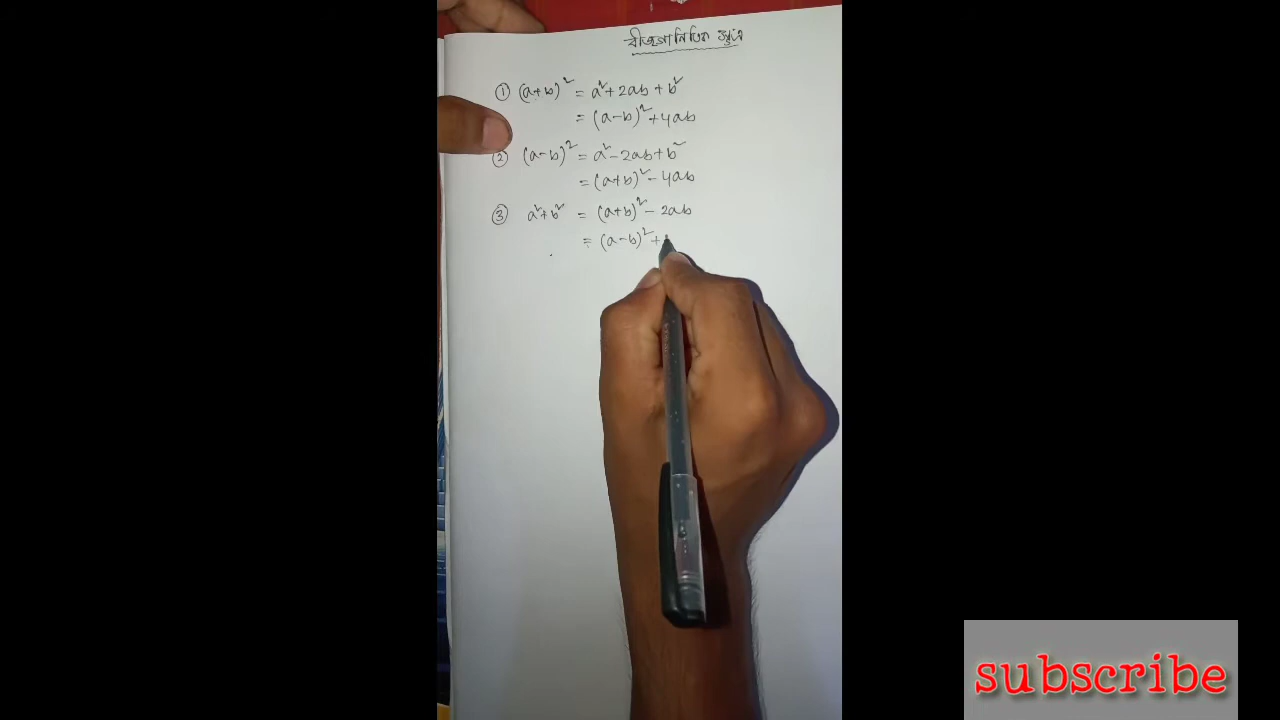 বীজগানিতিক সুত্র
① (a+b)² = a²+2ab+b²
= (a-b)²+4ab
② (a-b)² = a²-2ab+b²
= (a+b)²-4ab
③ a²+b² = (a+b)²-2ab
= (a-b)²+
subscribe